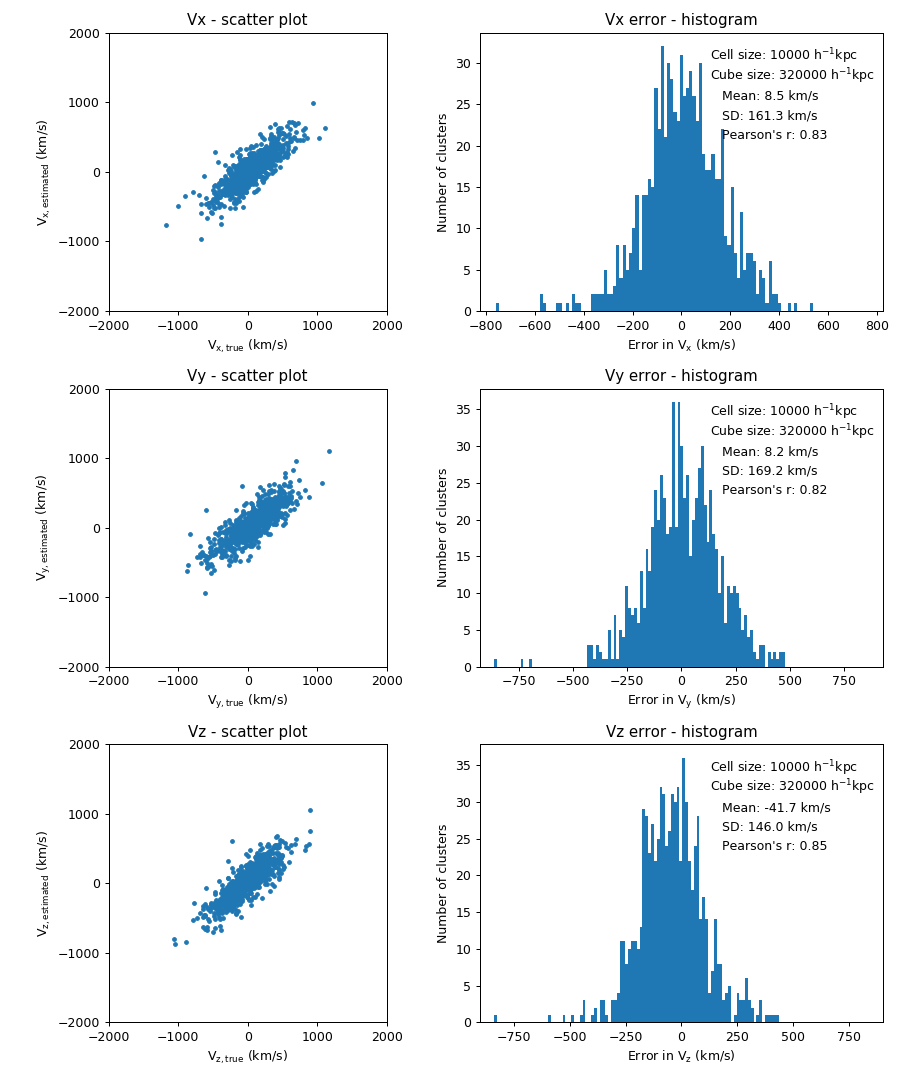 Vx - scatter plot
2000
1000
0
−1000
−2000
−2000 −1000 0 1000 2000
Vx, estimated (km/s)
Vx, true (km/s)
Vx error - histogram
Cell size: 10000 h−1kpc
Cube size: 320000 h−1kpc
Mean: 8.5 km/s
SD: 161.3 km/s
Pearson's r: 0.83
30
25
20
15
10
5
0
−800 −600 −400 −200 0 200 400 600 800
Number of clusters
Error in Vx (km/s)
Vy - scatter plot
2000
1000
0
−1000
−2000
−2000 −1000 0 1000 2000
Vy, estimated (km/s)
Vy, true (km/s)
Vy error - histogram
Cell size: 10000 h−1kpc
Cube size: 320000 h−1kpc
Mean: 8.2 km/s
SD: 169.2 km/s
Pearson's r: 0.82
35
30
25
20
15
10
5
0
−750 −500 −250 0 250 500 750
Number of clusters
Error in Vy (km/s)
Vz - scatter plot
2000
1000
0
−1000
−2000
−2000 −1000 0 1000 2000
Vz, estimated (km/s)
Vz, true (km/s)
Vz error - histogram
Cell size: 10000 h−1kpc
Cube size: 320000 h−1kpc
Mean: -41.7 km/s
SD: 146.0 km/s
Pearson's r: 0.85
35
30
25
20
15
10
5
0
−750 −500 −250 0 250 500 750
Number of clusters
Error in Vz (km/s)